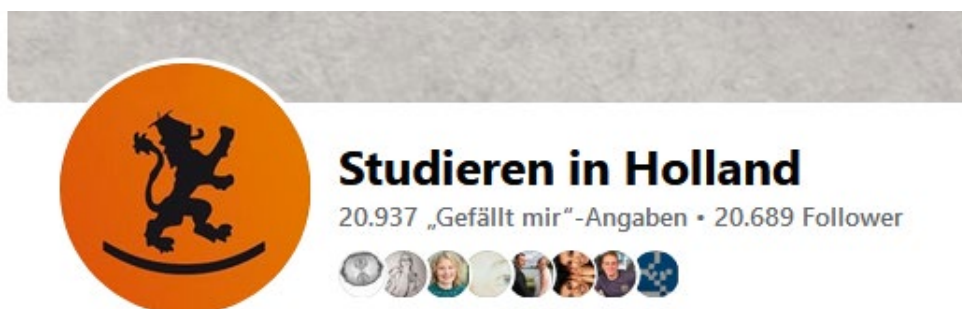 Studieren in Holland
20.937 „Gefällt mir“-Angaben • 20.689 Follower